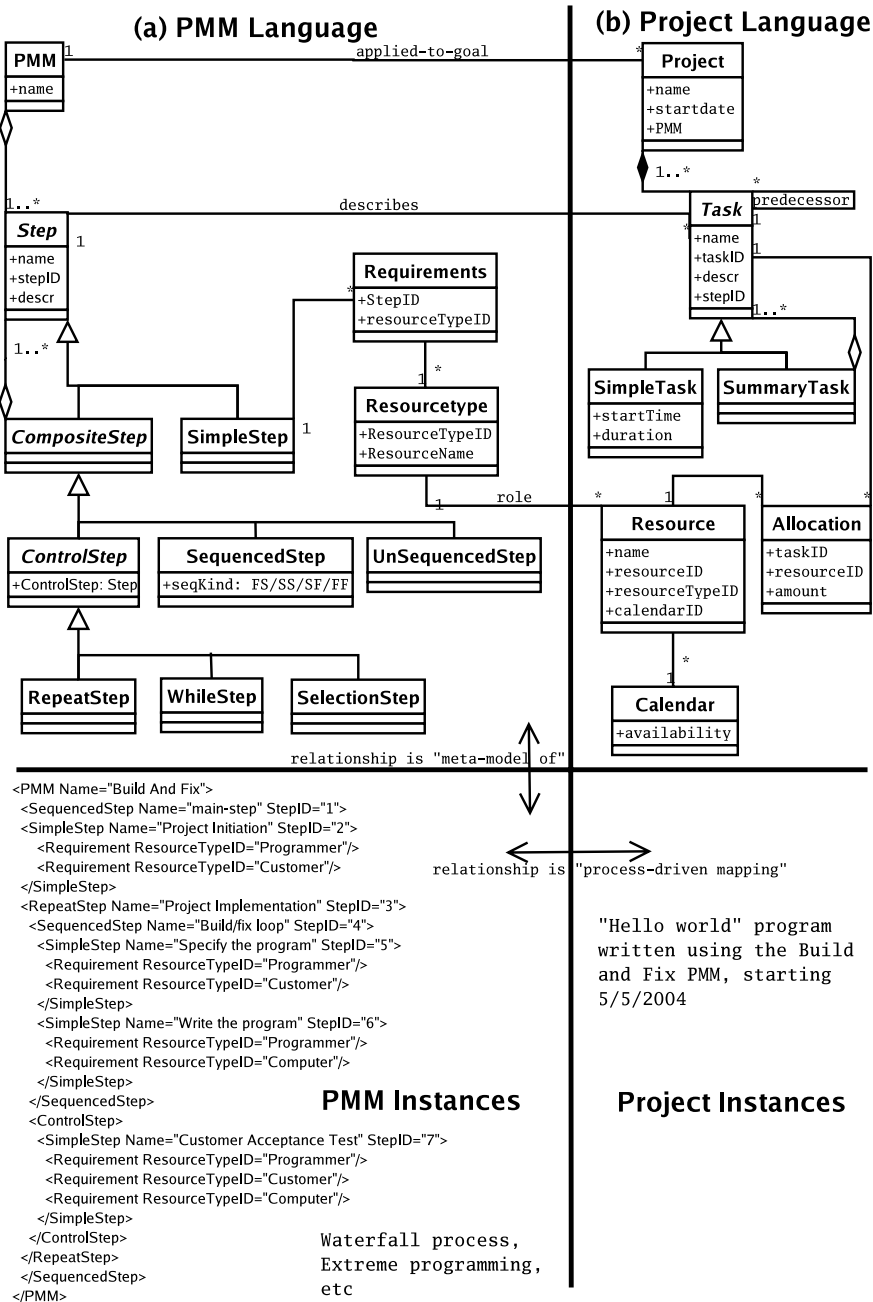 (a) PMM Language
(b) Project Language
PMM
+name
1
applied-to-goal
*
Project
+name
+startdate
+PMM
1..*
1..*
describes
*
predecessor
1
Step
+name
+stepID
+descr
1
*
Task
+name
+taskID
+descr
+stepID
1
1..*
Requirements
+StepID
+resourceTypeID
*
1..*
*
1
Resourcetype
+ResourceTypeID
+ResourceName
CompositeStep
SimpleStep
1
SimpleTask
+startTime
+duration
SummaryTask
1
role
*
1
*
*
ControlStep
+ControlStep: Step
SequencedStep
+seqKind: FS/SS/SF/FF
UnSequencedStep
Resource
+name
+resourceID
+resourceTypeID
+calendarID
Allocation
+taskID
+resourceID
+amount
RepeatStep
WhileStep
SelectionStep
*
1
Calendar
+availability
relationship is "meta-model of"
<PMM Name="Build And Fix">
<SequencedStep Name="main-step" StepID="1">
<SimpleStep Name="Project Initiation" StepID="2">
<Requirement ResourceTypeID="Programmer"/>
<Requirement ResourceTypeID="Customer"/>
</SimpleStep>
<RepeatStep Name="Project Implementation" StepID="3">
<SequencedStep Name="Build/fix loop" StepID="4">
<SimpleStep Name="Specify the program" StepID="5">
<Requirement ResourceTypeID="Programmer"/>
<Requirement ResourceTypeID="Customer"/>
</SimpleStep>
<SimpleStep Name="Write the program" StepID="6">
<Requirement ResourceTypeID="Programmer"/>
<Requirement ResourceTypeID="Computer"/>
</SimpleStep>
</SequencedStep>
<ControlStep>
<SimpleStep Name="Customer Acceptance Test" StepID="7">
<Requirement ResourceTypeID="Programmer"/>
<Requirement ResourceTypeID="Customer"/>
<Requirement ResourceTypeID="Computer"/>
</SimpleStep>
</ControlStep>
</RepeatStep>
</SequencedStep>
</PMM>
relationship is "process-driven mapping"
"Hello world" program
written using the Build
and Fix PMM, starting
5/5/2004
PMM Instances
Project Instances
Waterfall process,
Extreme programming,
etc